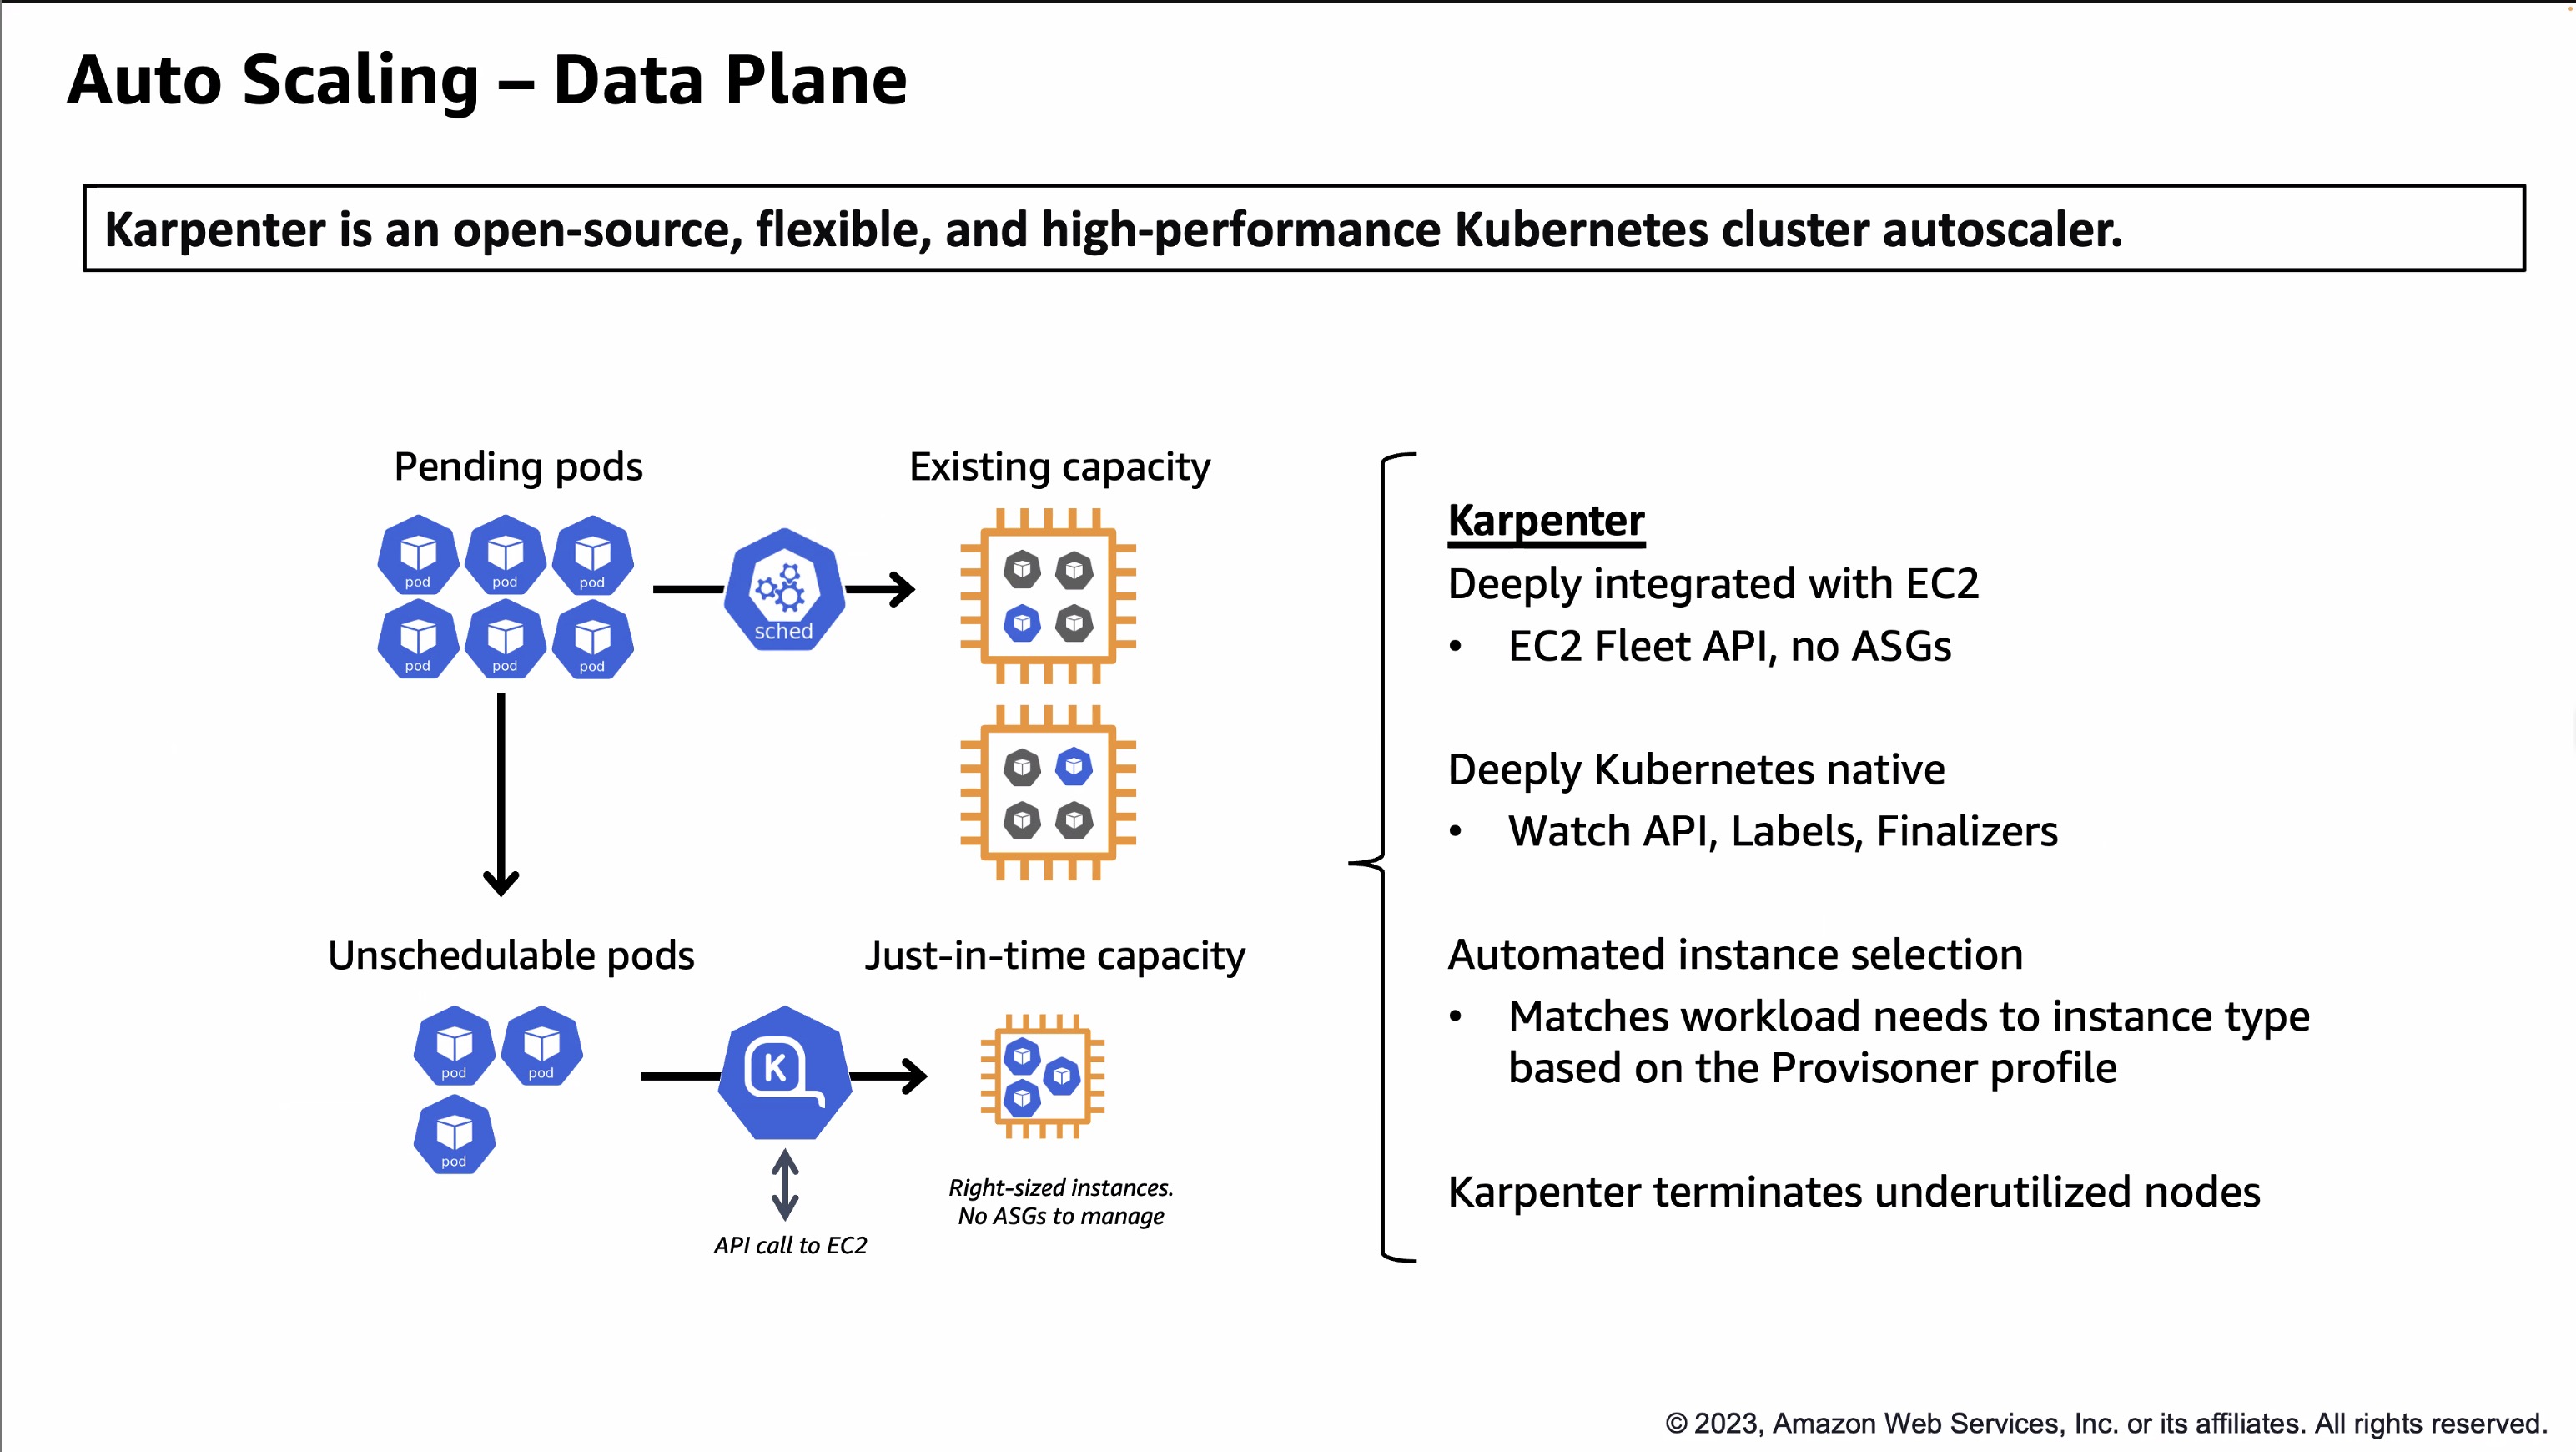 Auto Scaling – Data Plane
Karpenter is an open-source, flexible, and high-performance Kubernetes cluster autoscaler.
Pending pods
pod
pod
pod
pod
pod
pod
sched
Existing capacity
Unschedulable pods
pod
pod
pod
K
API call to EC2
Just-in-time capacity
Right-sized instances.
No ASGs to manage
Karpenter
Deeply integrated with EC2
• EC2 Fleet API, no ASGs
Deeply Kubernetes native
• Watch API, Labels, Finalizers
Automated instance selection
• Matches workload needs to instance type
based on the Provisoner profile
Karpenter terminates underutilized nodes
© 2023, Amazon Web Services, Inc. or its affiliates. All rights reserved.